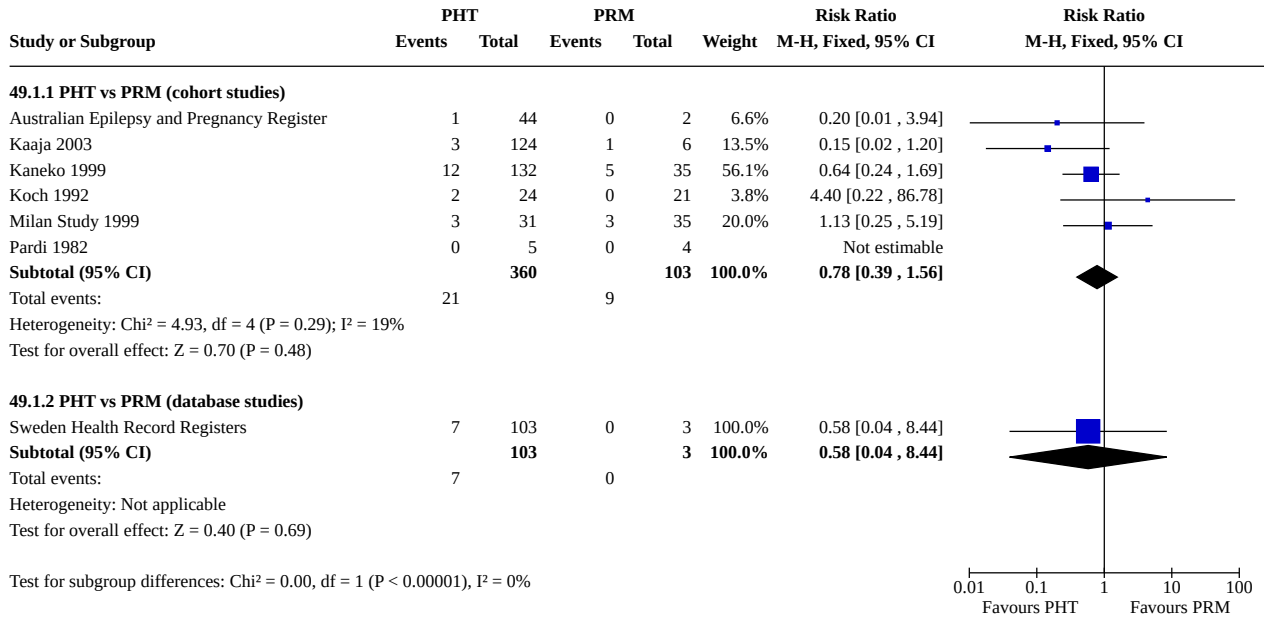 PHT PRM Risk Ratio Risk Ratio
Study or Subgroup Events Total Events Total Weight M-H, Fixed, 95% CI M-H, Fixed, 95% CI
49.1.1 PHT vs PRM (cohort studies)
Australian Epilepsy and Pregnancy Register 1 44 0 2 6.6% 0.20 [0.01 , 3.94]
Kaaja 2003 3 124 1 6 13.5% 0.15 [0.02 , 1.20]
Kaneko 1999 12 132 5 35 56.1% 0.64 [0.24 , 1.69]
Koch 1992 2 24 0 21 3.8% 4.40 [0.22 , 86.78]
Milan Study 1999 3 31 3 35 20.0% 1.13 [0.25 , 5.19]
Pardi 1982 0 5 0 4 Not estimable
Subtotal (95% CI) 360 103 100.0% 0.78 [0.39 , 1.56]
Total events: 21 9
Heterogeneity: Chi² = 4.93, df = 4 (P = 0.29); I² = 19%
Test for overall effect: Z = 0.70 (P = 0.48)
49.1.2 PHT vs PRM (database studies)
Sweden Health Record Registers 7 103 0 3 100.0% 0.58 [0.04 , 8.44]
Subtotal (95% CI) 103 3 100.0% 0.58 [0.04 , 8.44]
Total events: 7 0
Heterogeneity: Not applicable
Test for overall effect: Z = 0.40 (P = 0.69)
Test for subgroup differences: Chi² = 0.00, df = 1 (P < 0.00001), I² = 0%
0.01 0.1 1 10 100
Favours PHT Favours PRM